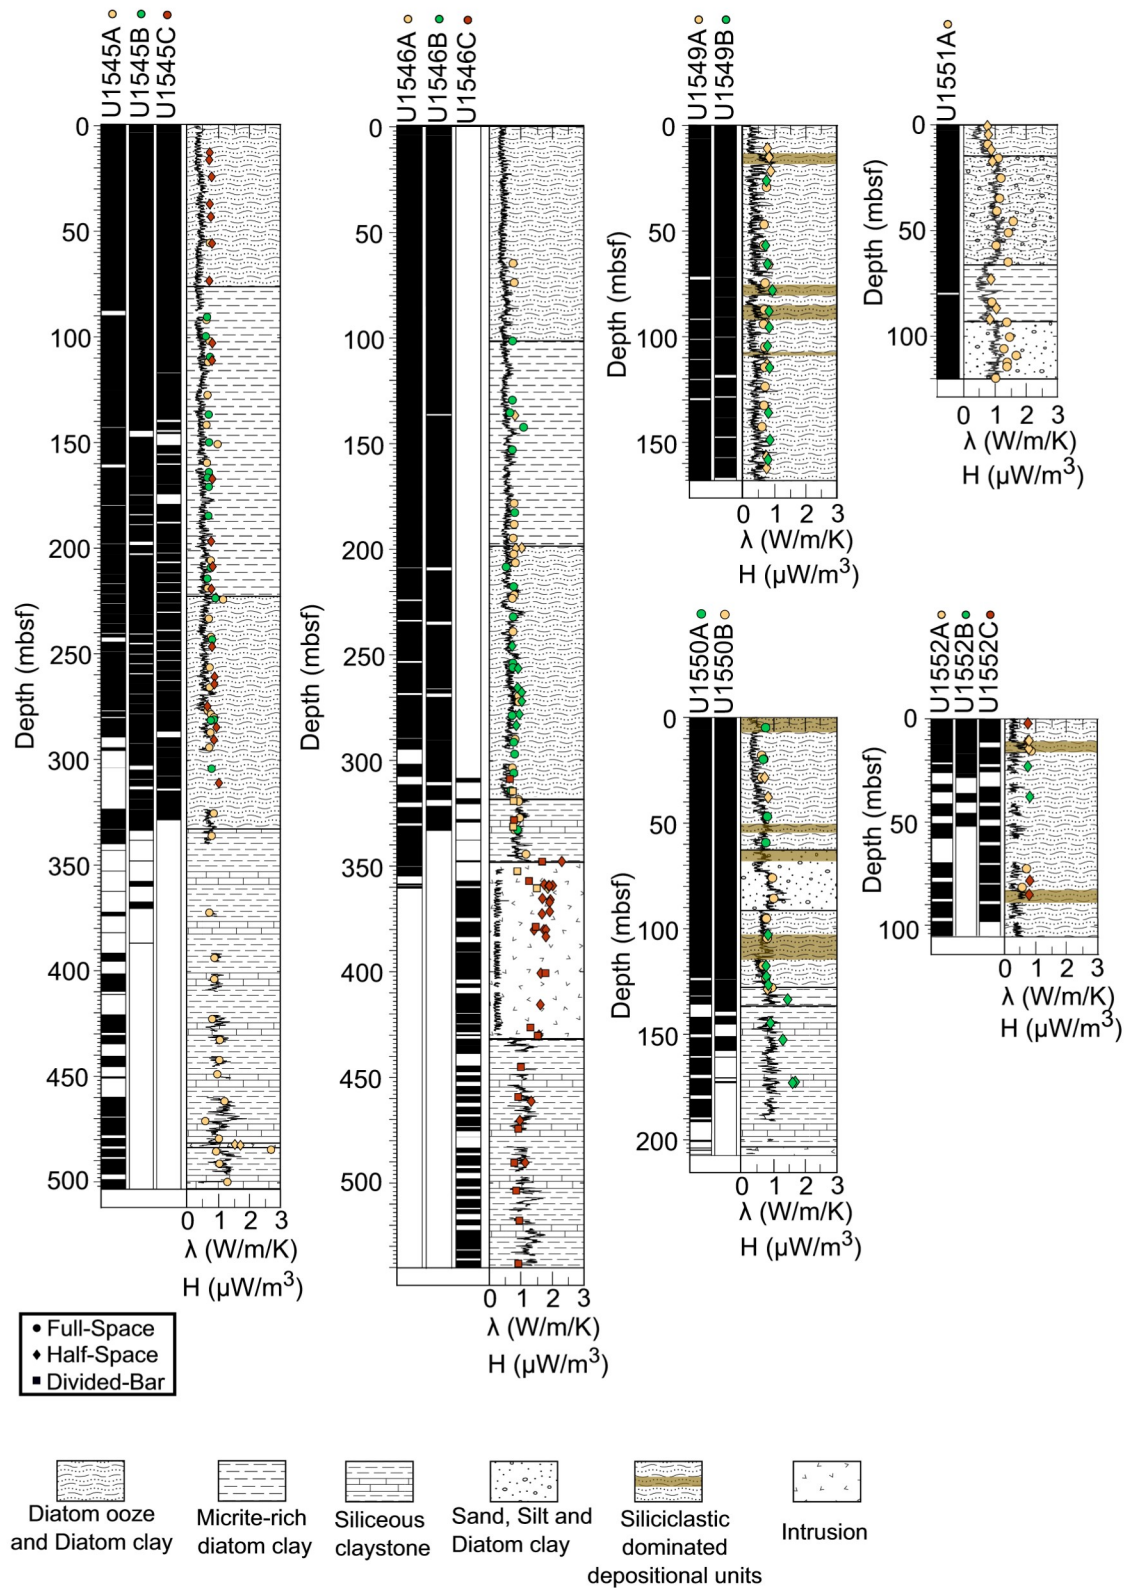 U1545A
U1545B
U1545C
0
50
100
150
200
250
300
350
400
450
500
Depth (mbsf)
0 1 2 3
λ (W/m/K)
H (µW/m³)
U1546A
U1546B
U1546C
0
50
100
150
200
250
300
350
400
450
500
Depth (mbsf)
0 1 2 3
λ (W/m/K)
H (µW/m³)
U1549A
U1549B
0
50
100
150
Depth (mbsf)
0 1 2 3
λ (W/m/K)
H (µW/m³)
U1551A
0
50
100
Depth (mbsf)
0 1 2 3
λ (W/m/K)
H (µW/m³)
U1550A
U1550B
0
50
100
150
200
Depth (mbsf)
0 1 2 3
λ (W/m/K)
H (µW/m³)
U1552A
U1552B
U1552C
0
50
100
Depth (mbsf)
0 1 2 3
λ (W/m/K)
H (µW/m³)
Full-Space
Half-Space
Divided-Bar
Diatom ooze
and Diatom clay
Micrite-rich
diatom clay
Siliceous
claystone
Sand, Silt and
Diatom clay
Siliciclastic
dominated
depositional units
Intrusion